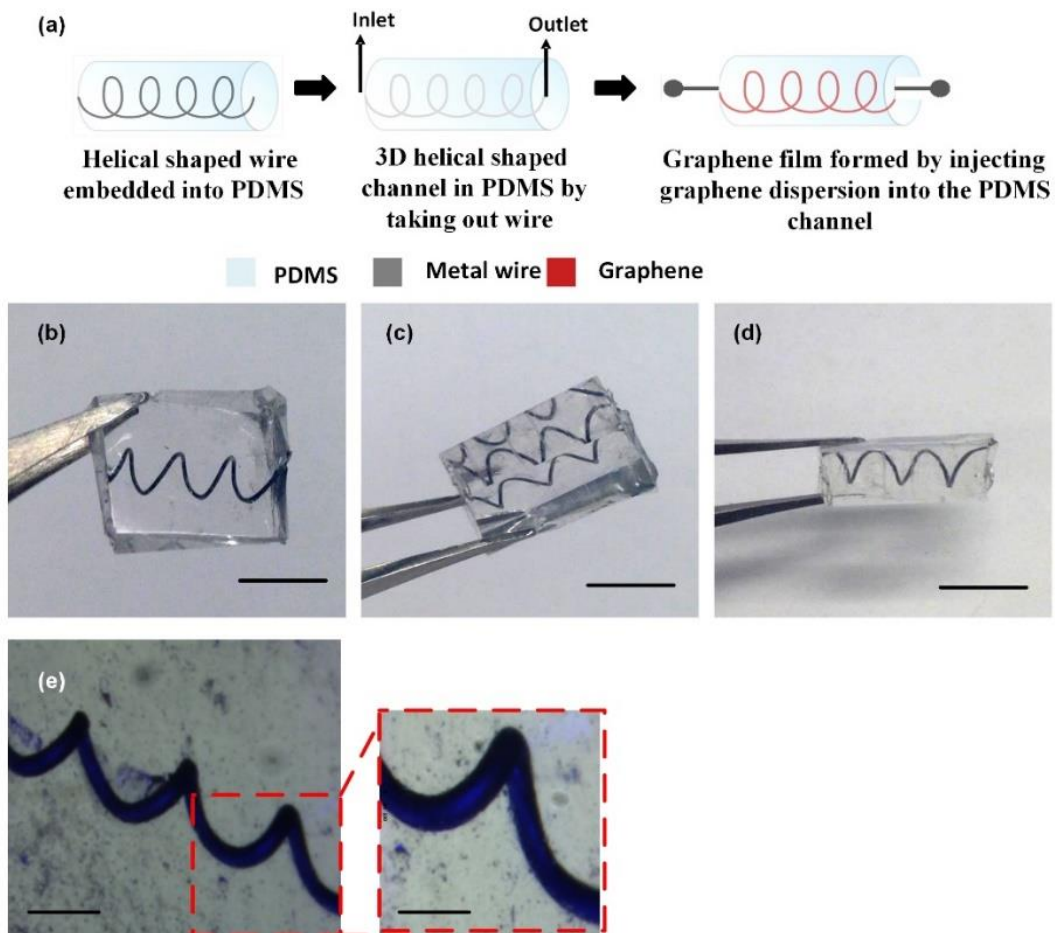 (a)
Inlet
Outlet
Helical shaped wire
embedded into PDMS
3D helical shaped
channel in PDMS by
taking out wire
Graphene film formed by injecting
graphene dispersion into the PDMS
channel
PDMS
Metal wire
Graphene
(b)
(c)
(d)
(e)